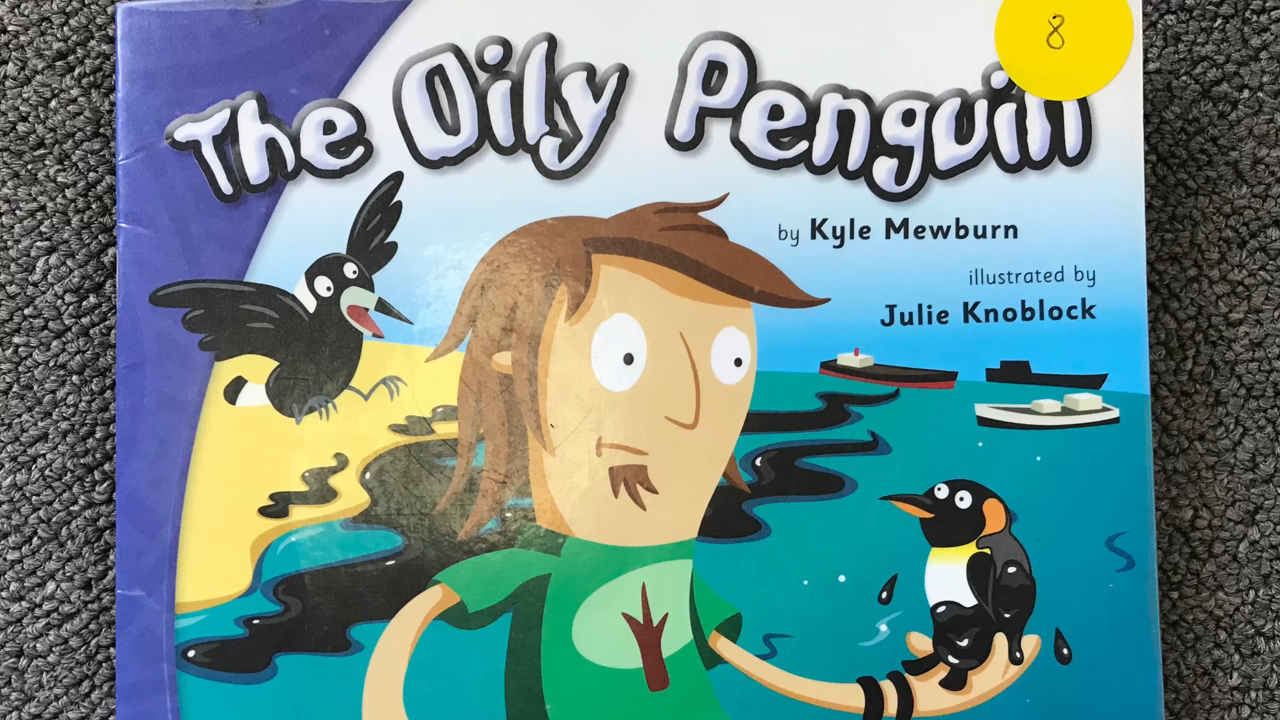 8
The Oily Penguin
by Kyle Mewburn
illustrated by
Julie Knoblock